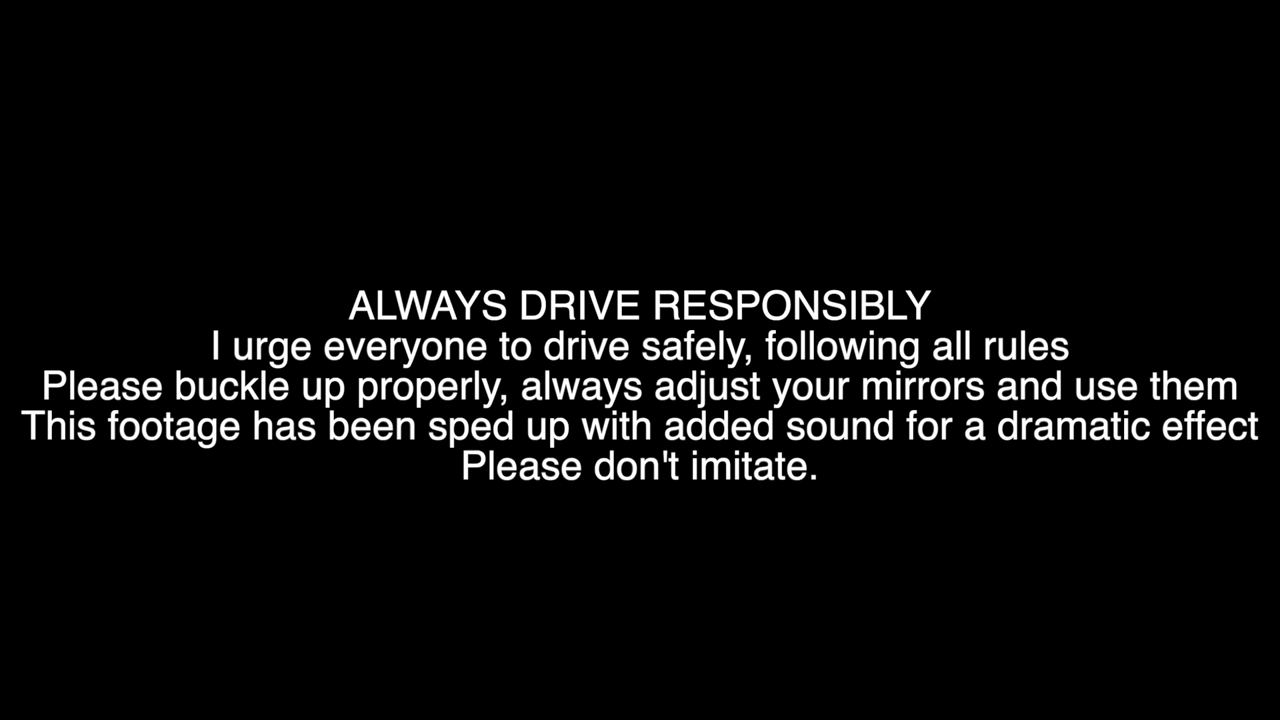 ALWAYS DRIVE RESPONSIBLY
I urge everyone to drive safely, following all rules
Please buckle up properly, always adjust your mirrors and use them
This footage has been sped up with added sound for a dramatic effect
Please don't imitate.